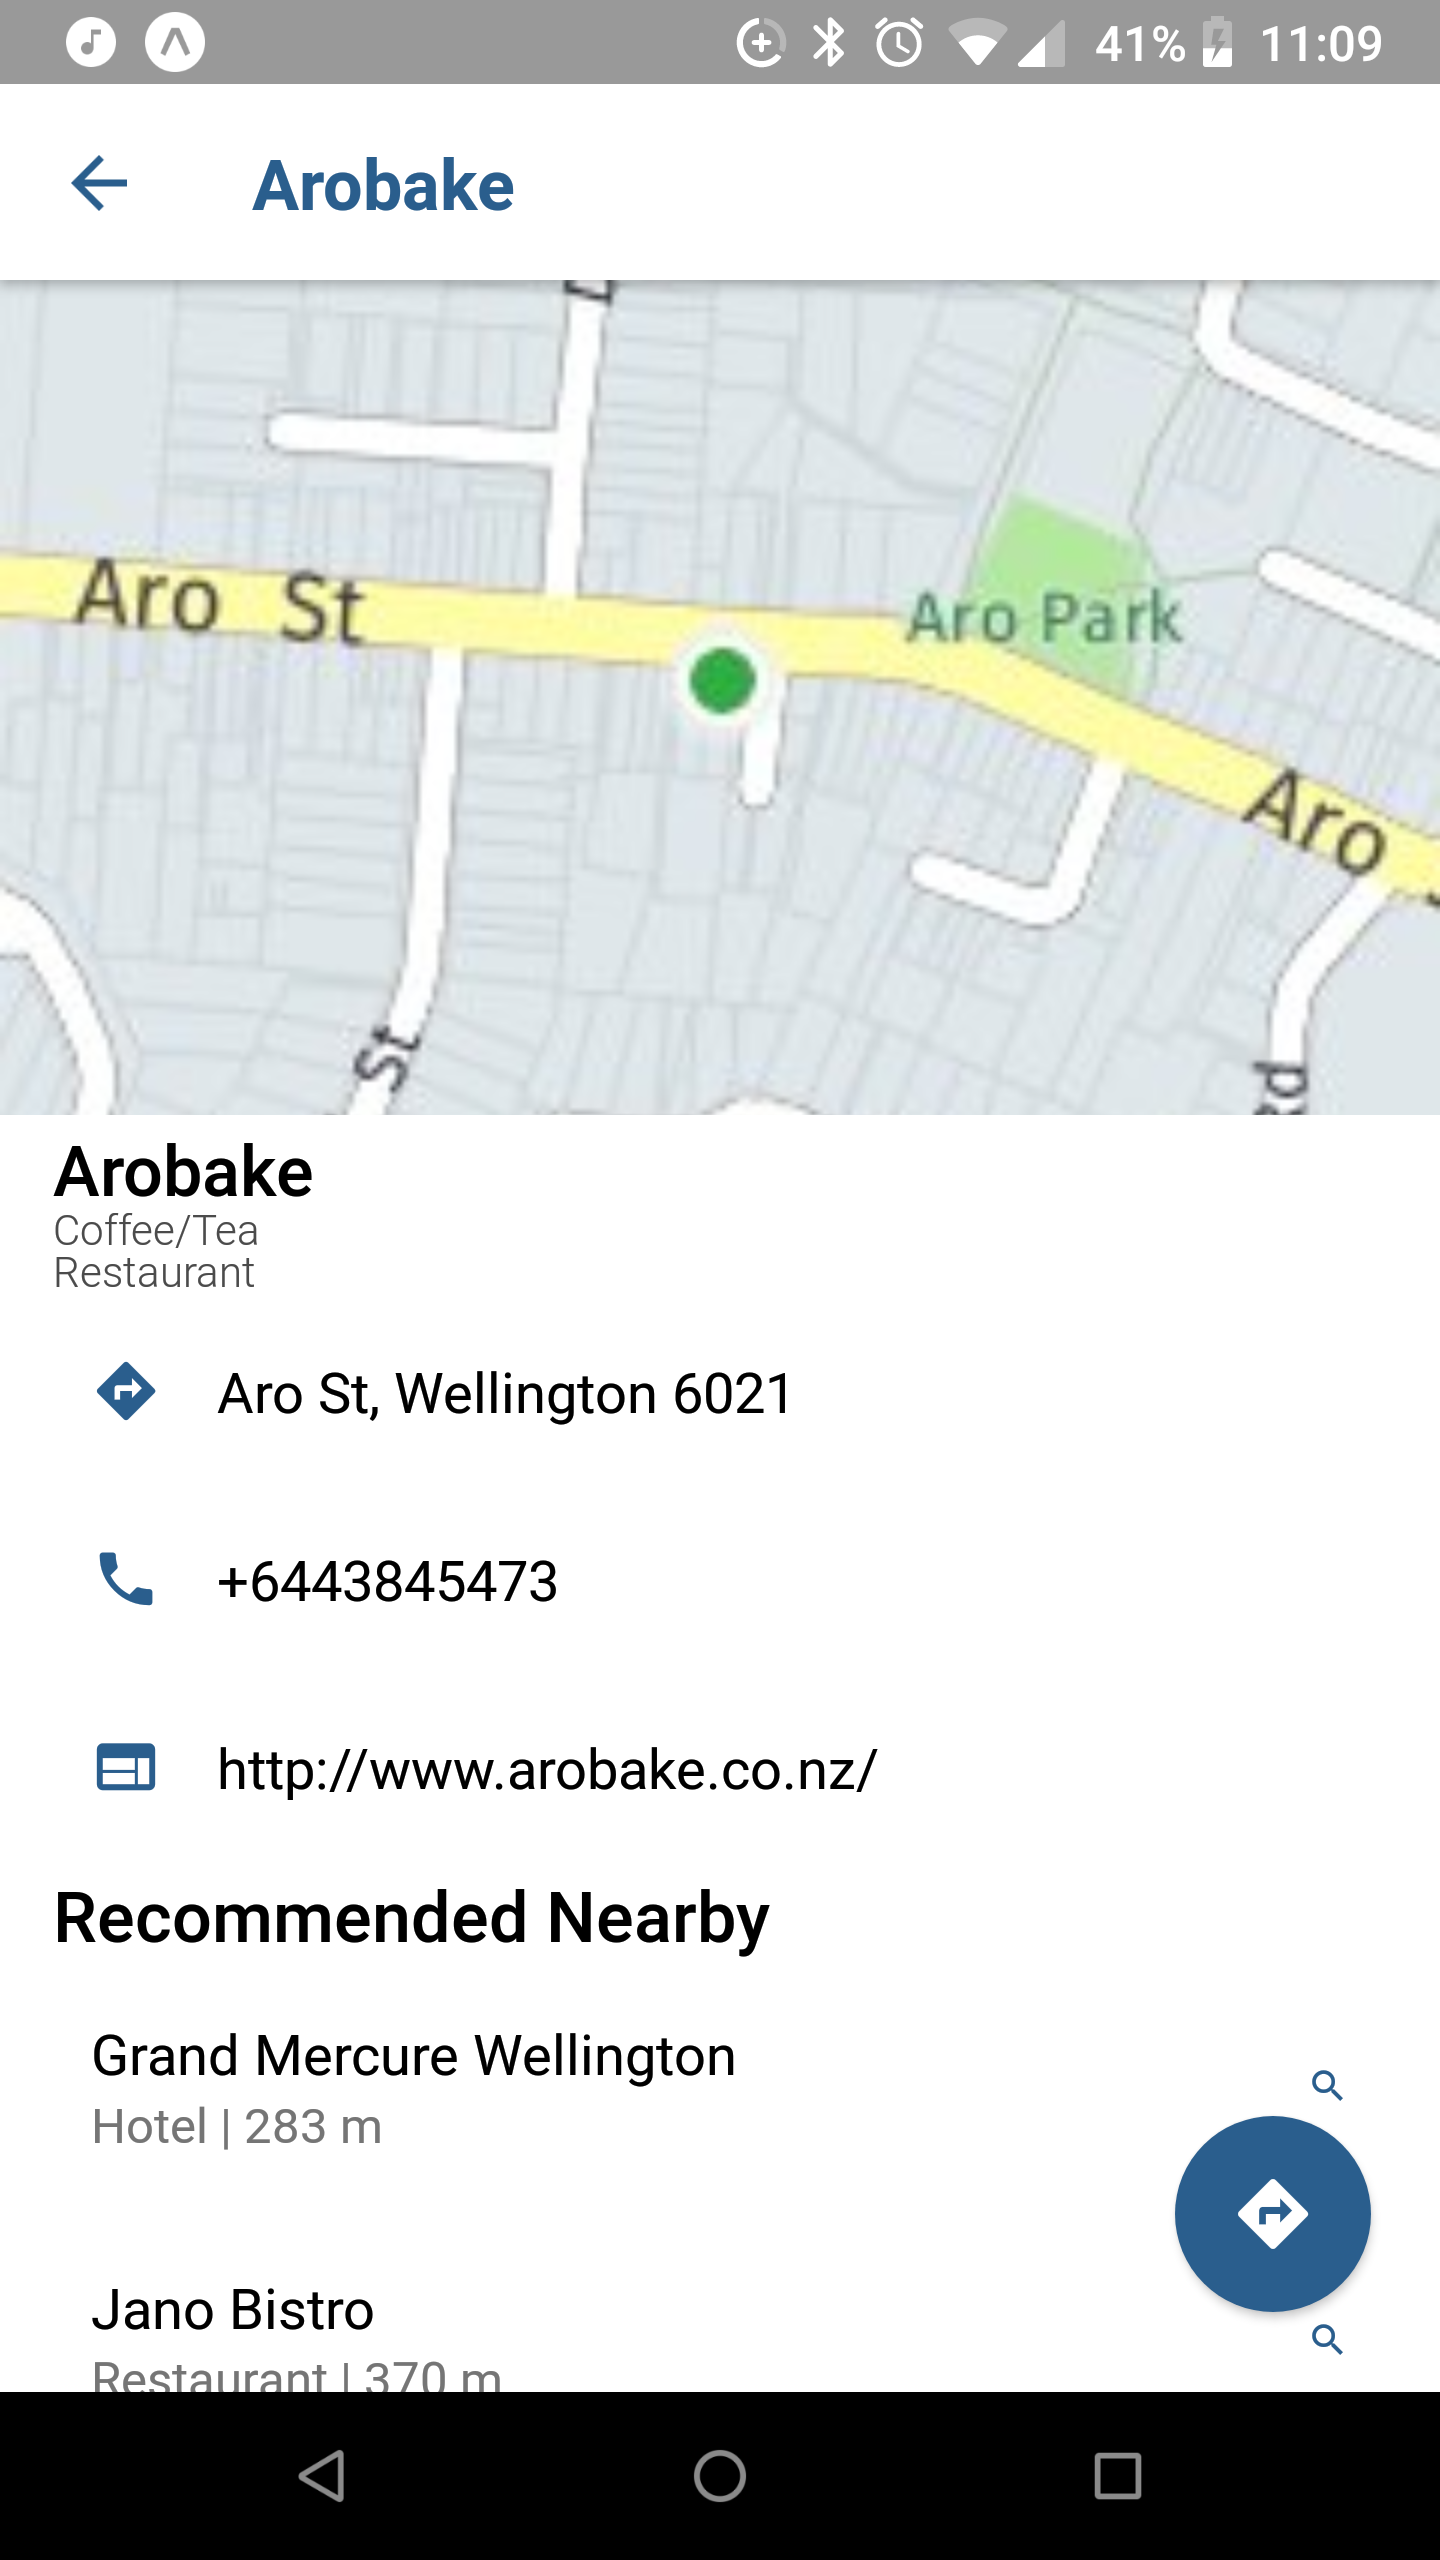 41% 11:09
Arobake
Aro St
Aro Park
Aro
St
Rd
Arobake
Coffee/Tea
Restaurant
Aro St, Wellington 6021
+6443845473
http://www.arobake.co.nz/
Recommended Nearby
Grand Mercure Wellington
Hotel | 283 m
Jano Bistro
Restaurant | 370 m